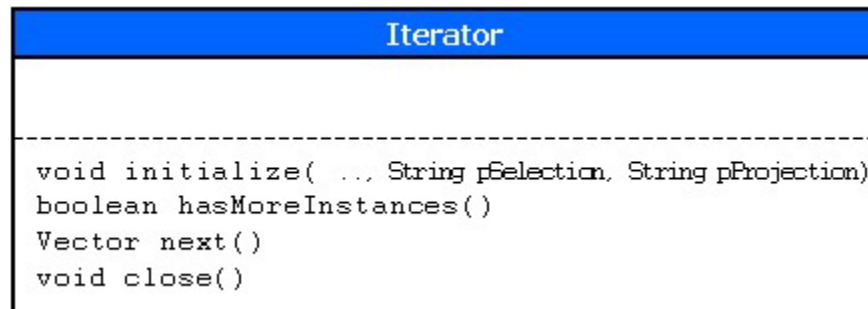 Iterator
void initialize( .., String pSelection, String pProjection)
boolean hasMoreInstances()
Vector next()
void close()